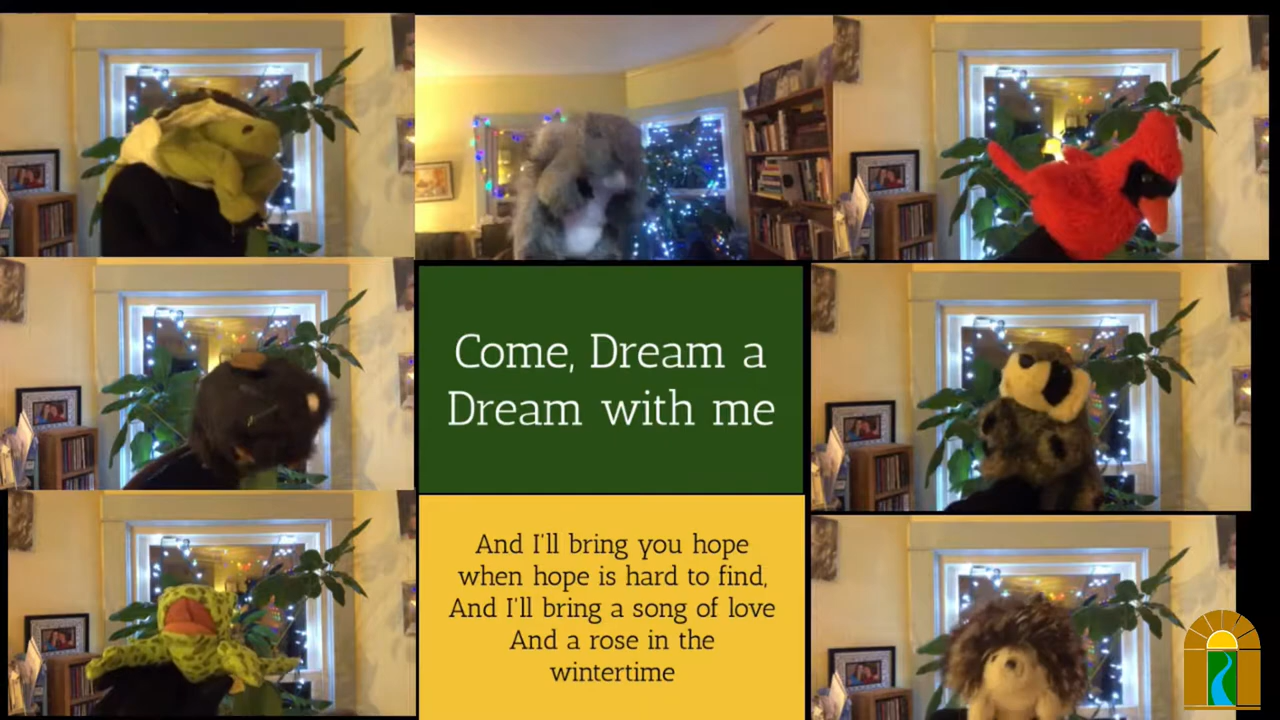 Come, Dream a
Dream with me
And I'll bring you hope
when hope is hard to find,
And I'll bring a song of love
And a rose in the
wintertime